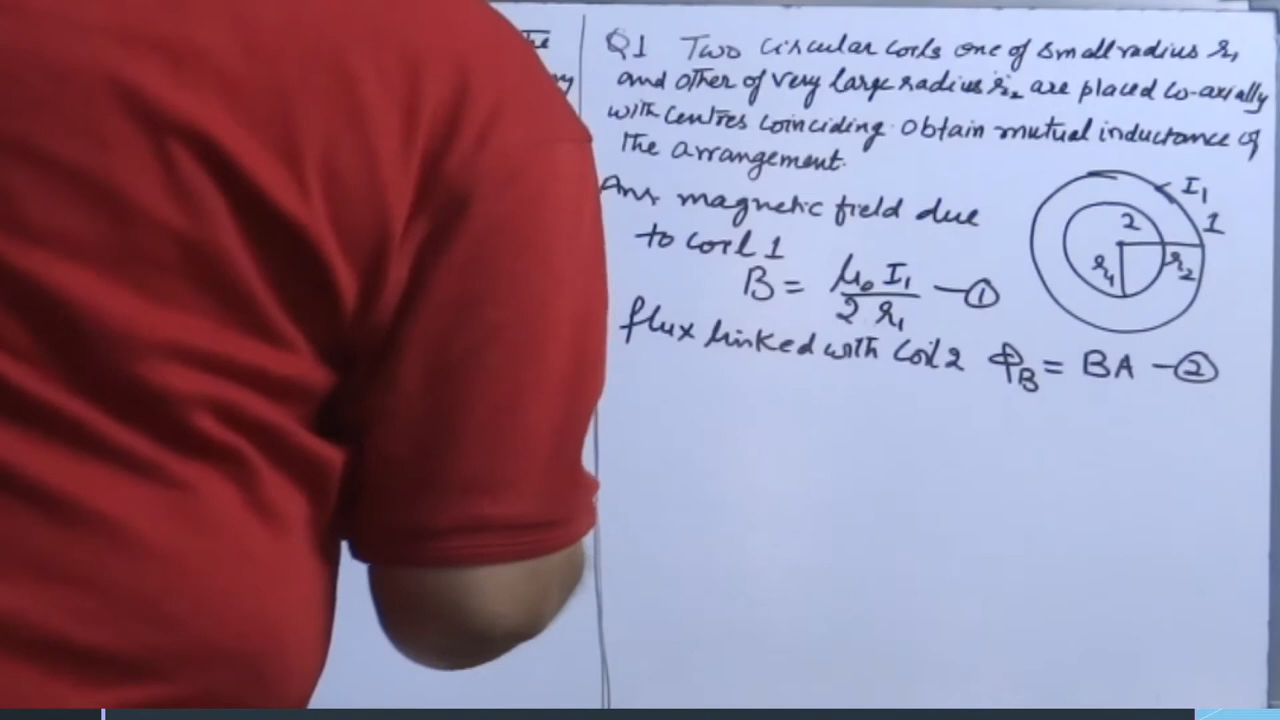 The
Q1 Two circular coils one of small radius r₁
and other of very large radius r₂ are placed co-axially
with centres coinciding. Obtain mutual inductance of
the arrangement.
Ans magnetic field due
to coil 1
B = μ₀ I₁ / 2 r₁ — ①
flux linked with coil 2 Φ_B = BA — ②
I₁
1
2
r₁
r₂